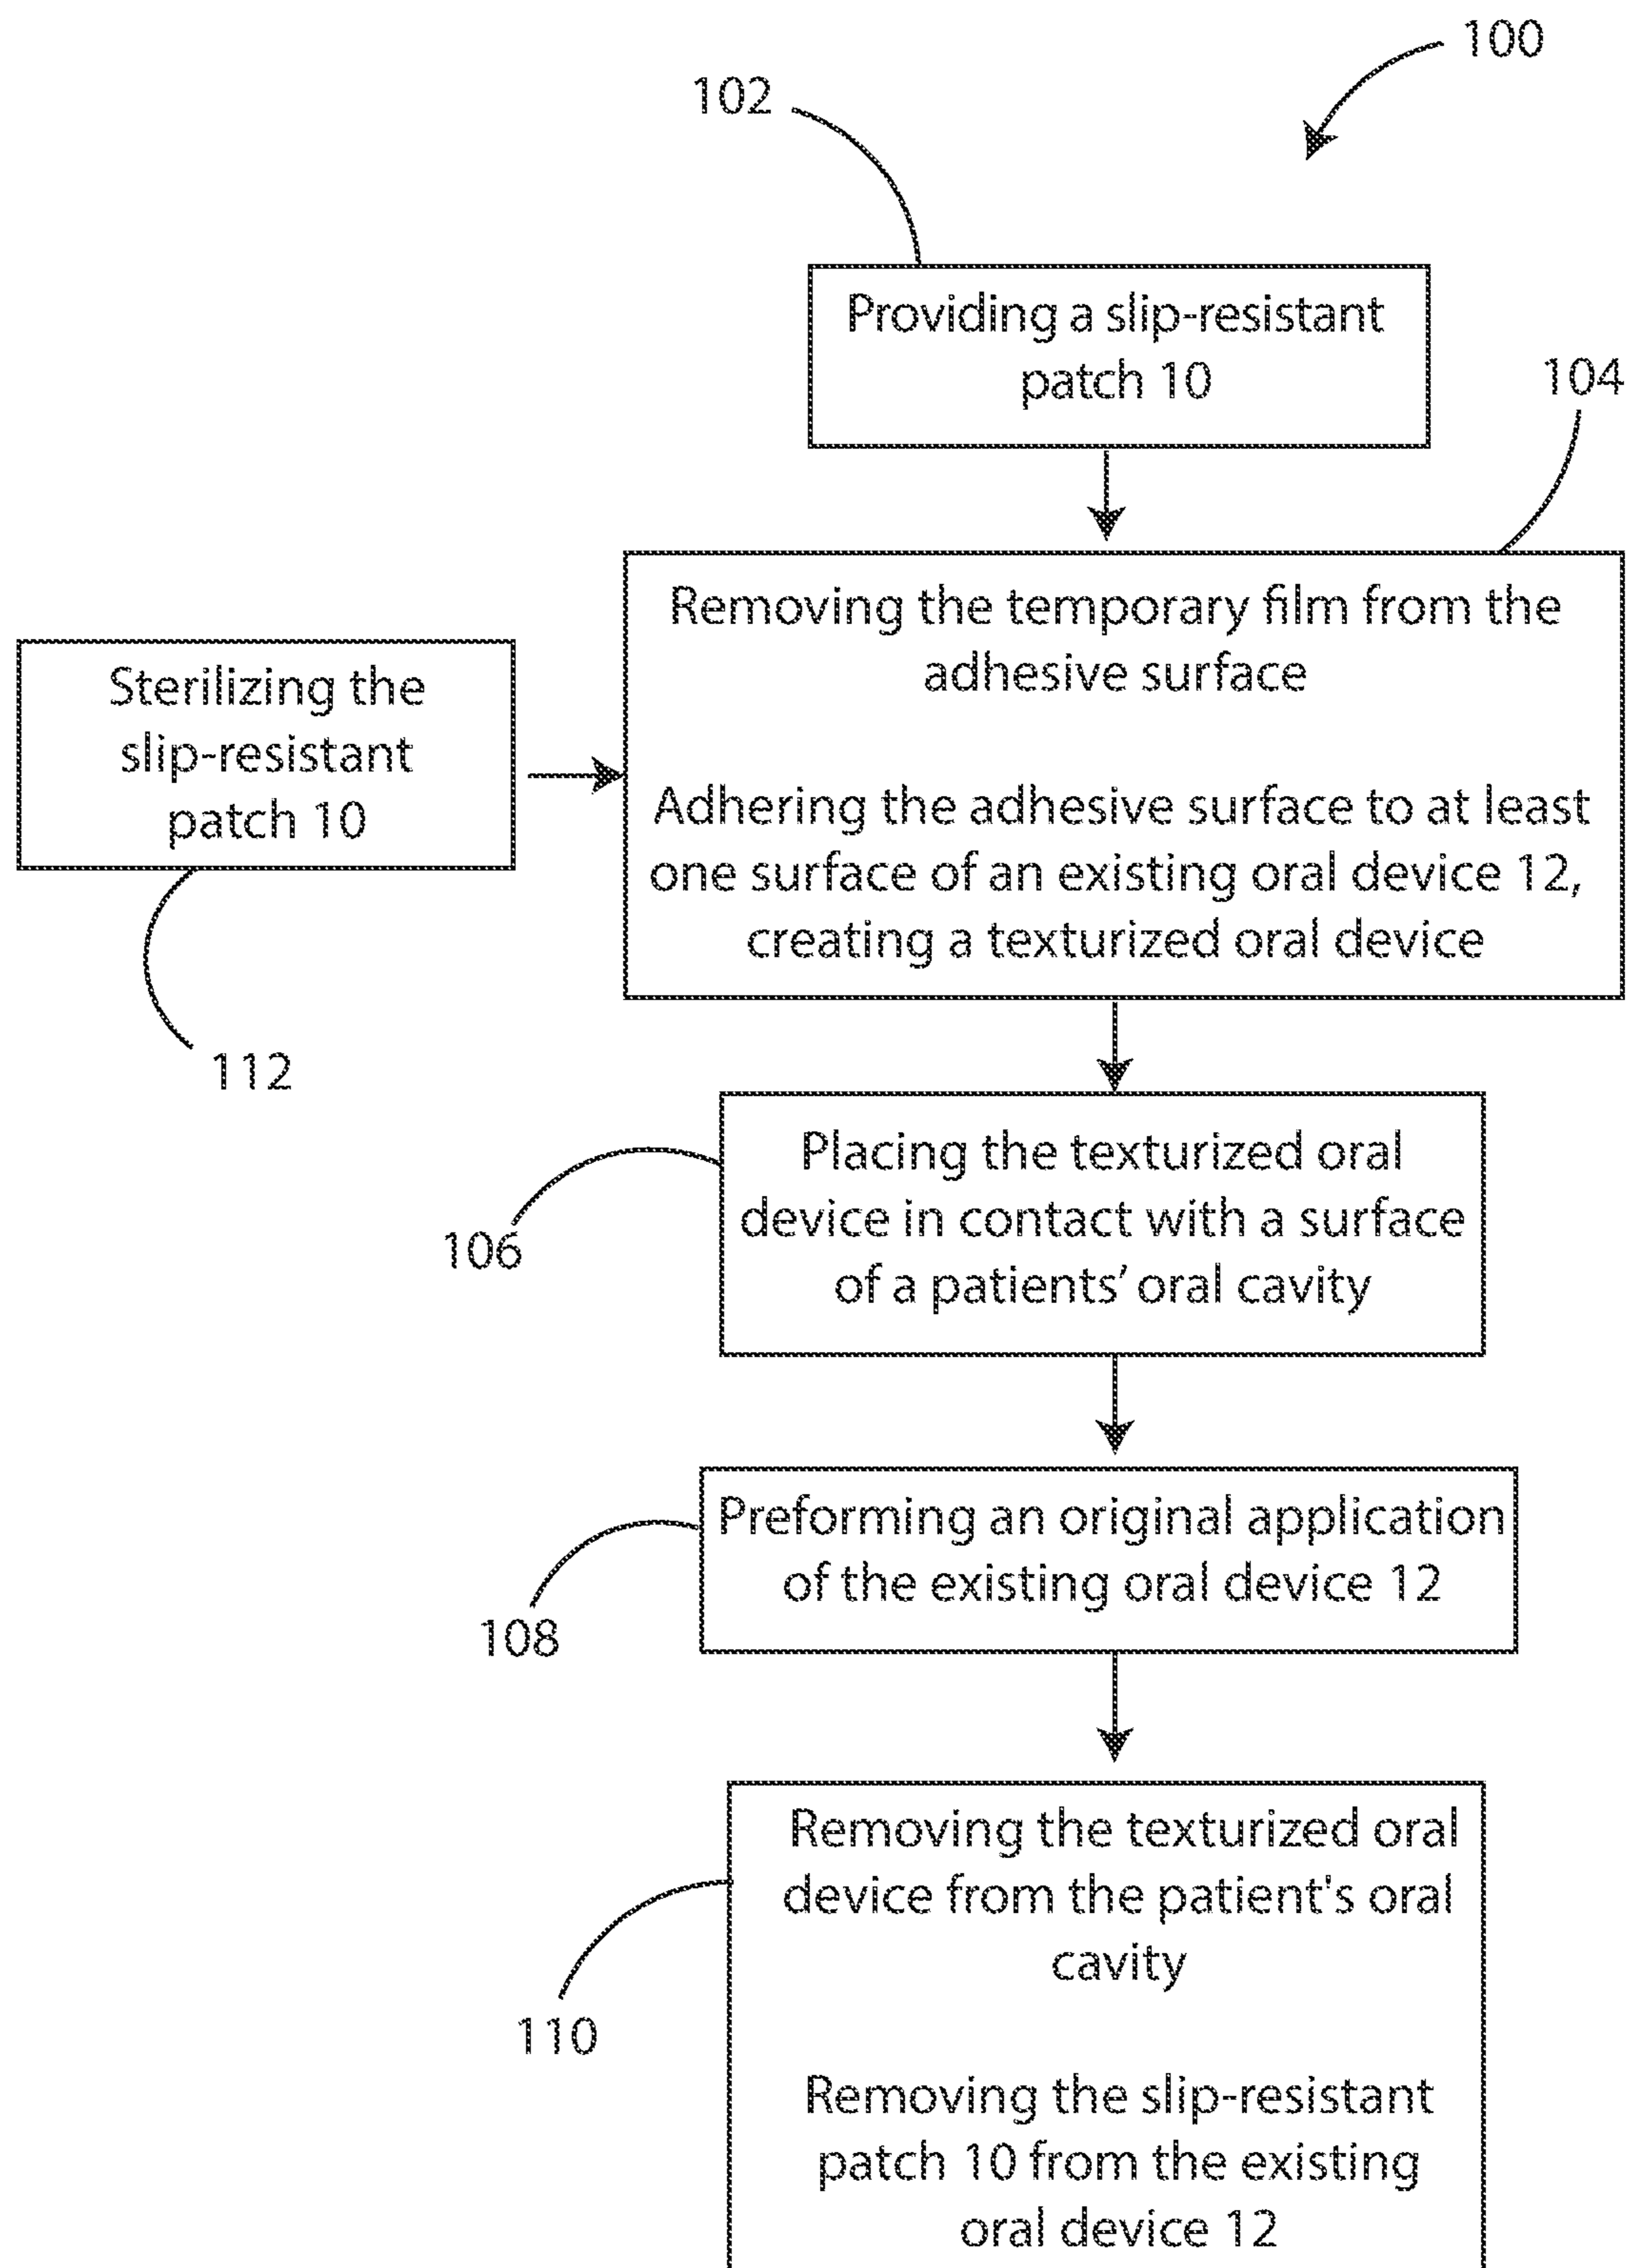 100
102
Providing a slip-resistant
patch 10
104
Removing the temporary film from the
adhesive surface
Adhering the adhesive surface to at least
one surface of an existing oral device 12,
creating a texturized oral device
Sterilizing the
slip-resistant
patch 10
112
Placing the texturized oral
device in contact with a surface
of a patients’ oral cavity
106
Preforming an original application
of the existing oral device 12
108
Removing the texturized oral
device from the patient's oral
cavity
Removing the slip-resistant
patch 10 from the existing
oral device 12
110